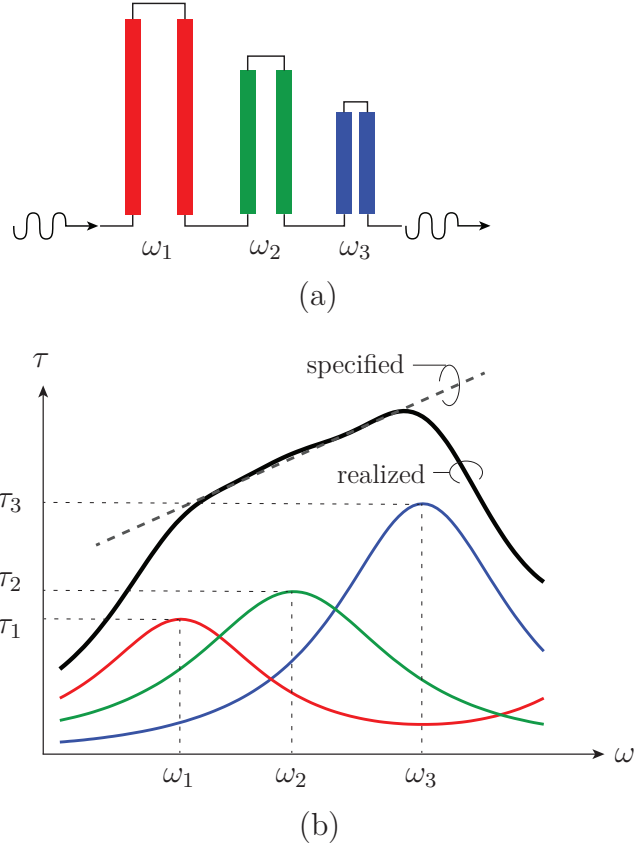 ω₁ ω₂ ω₃
(a)
τ
specified
realized
τ₃
τ₂
τ₁
ω₁ ω₂ ω₃ ω
(b)